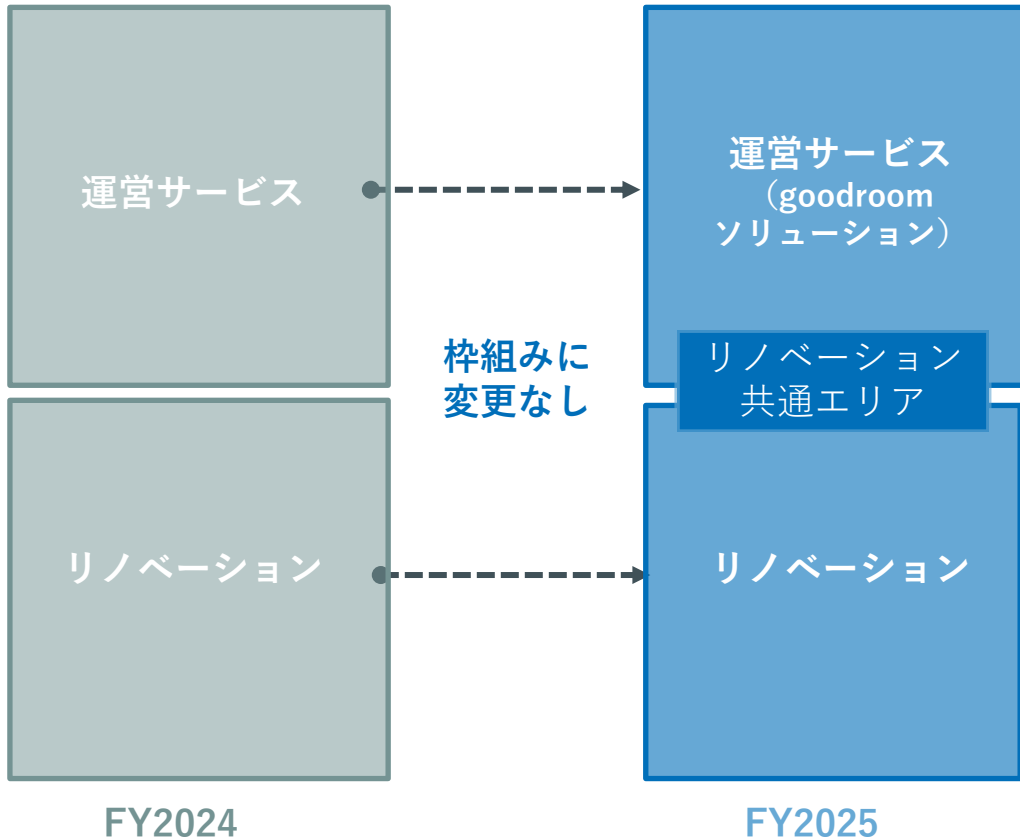 運営サービス
運営サービス
（goodroom
ソリューション）
枠組みに
変更なし
リノベーション
共通エリア
リノベーション
リノベーション
FY2024
FY2025